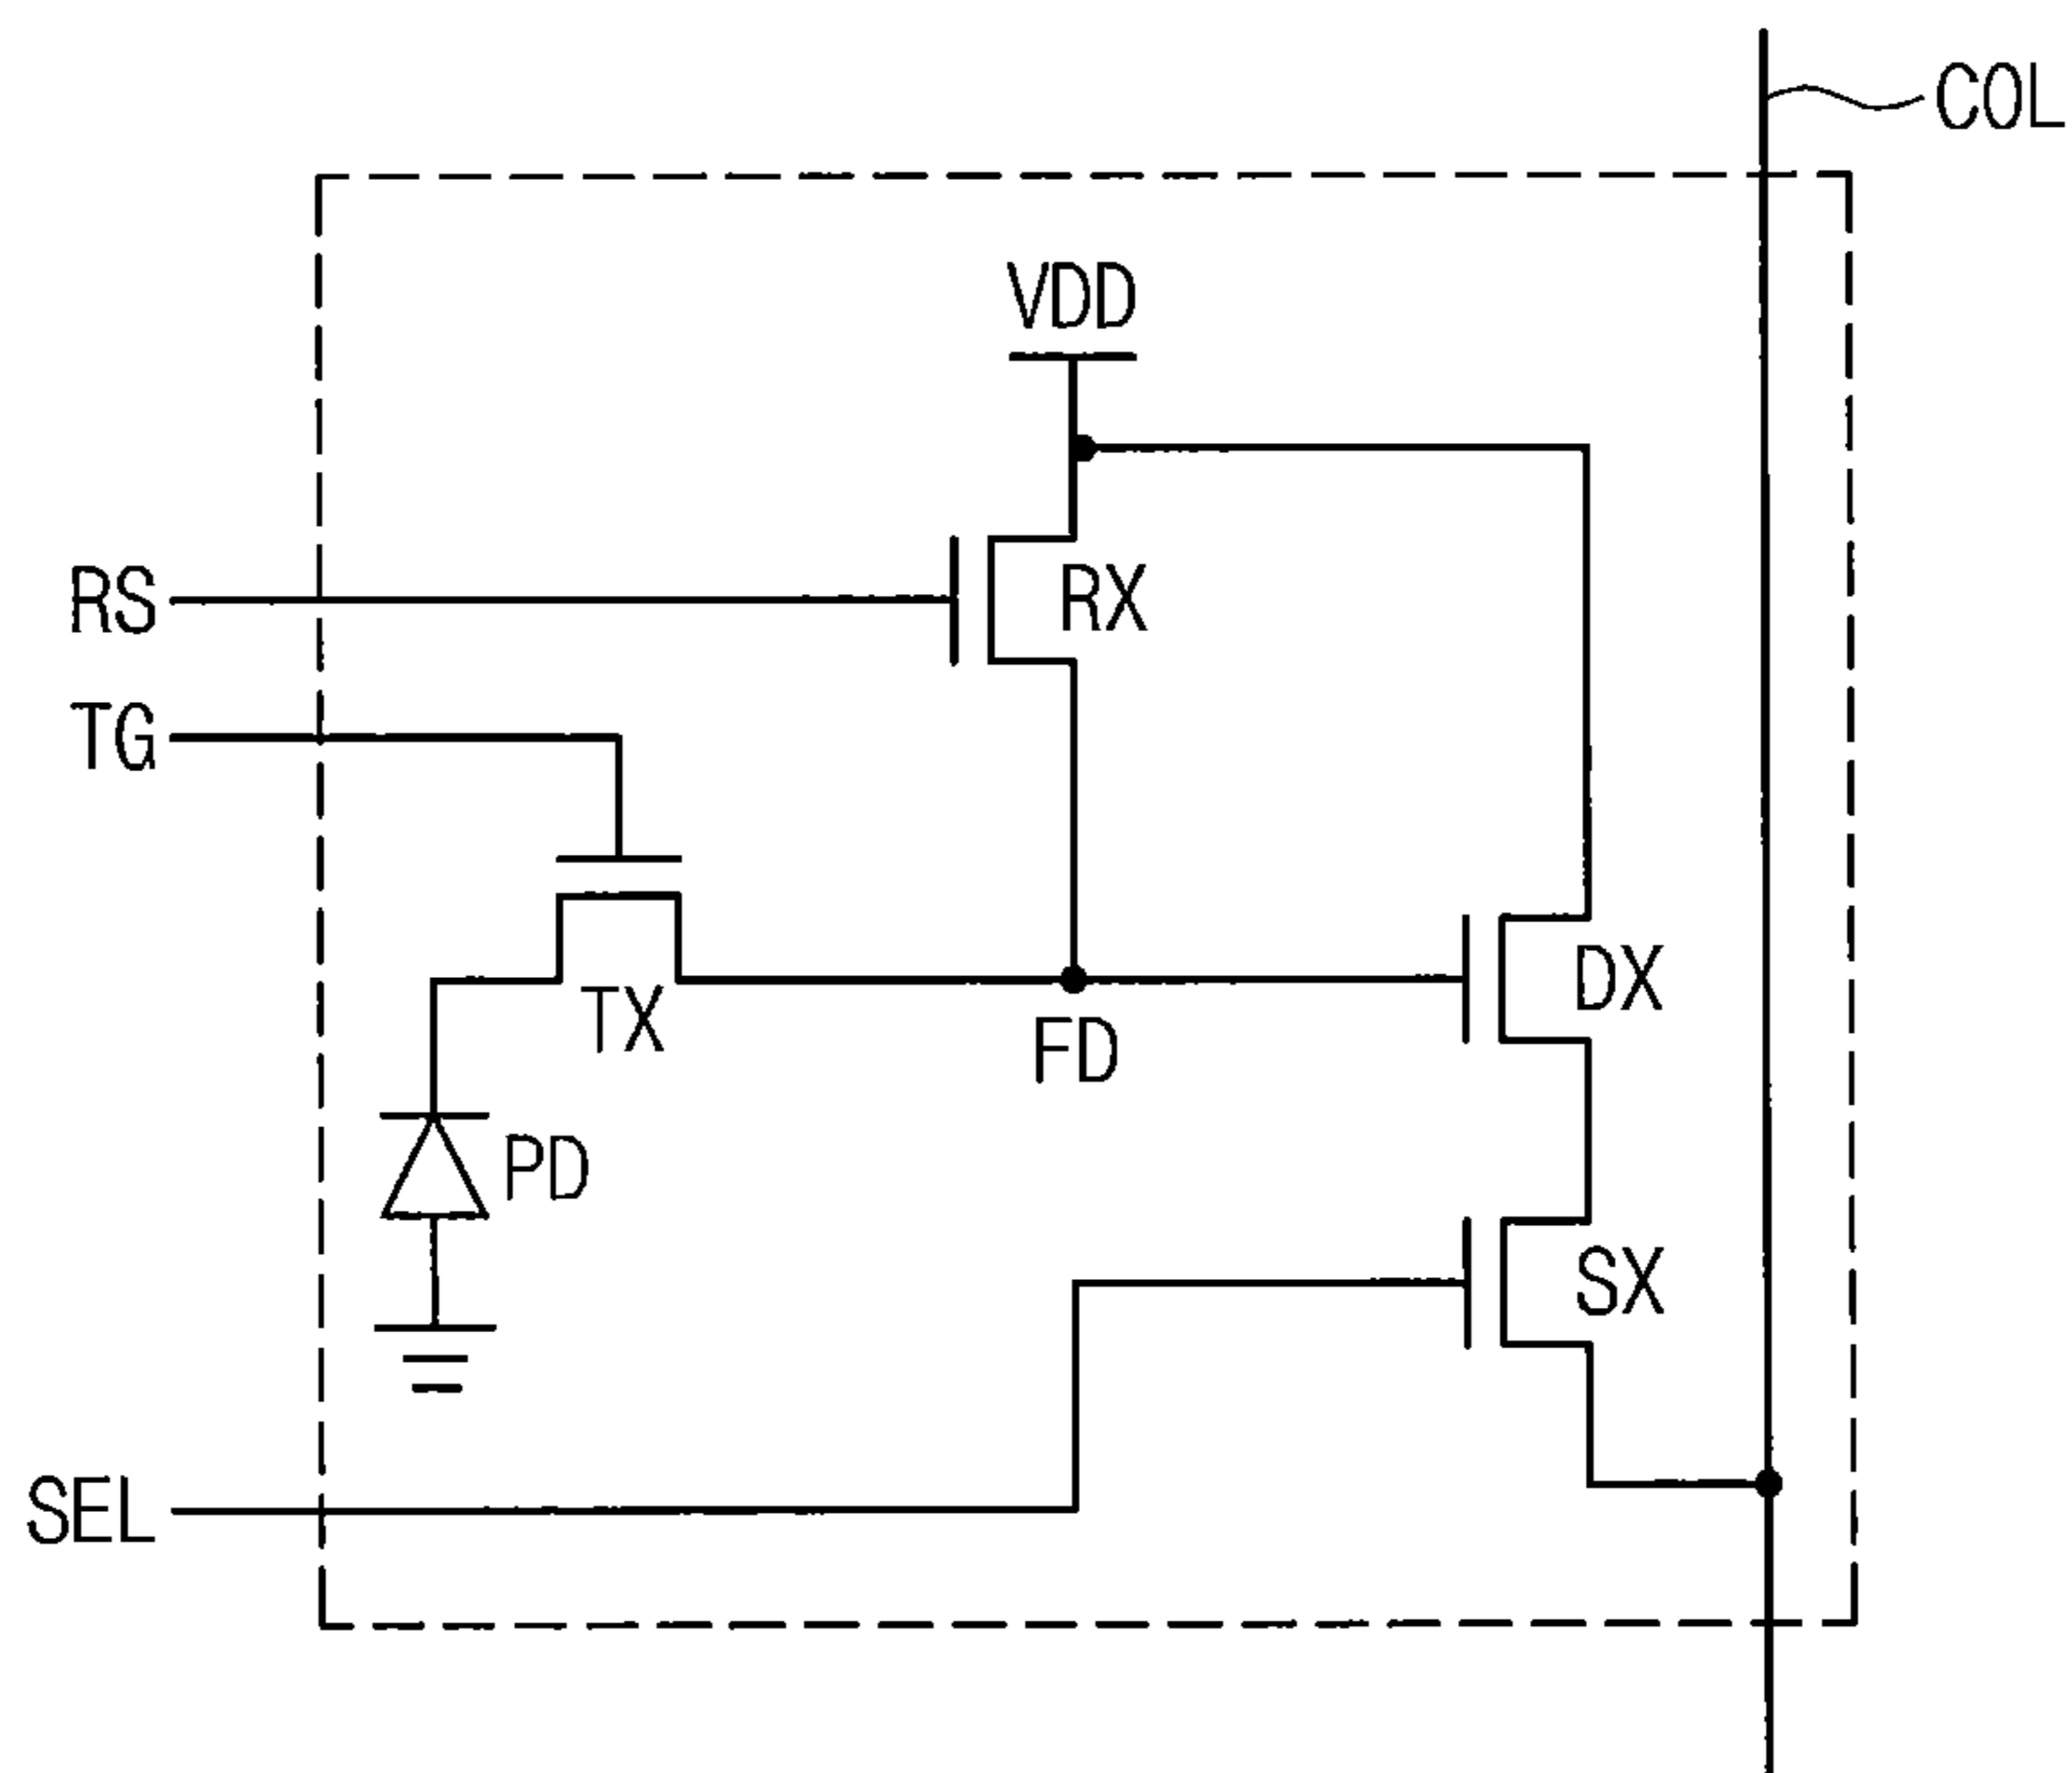 COL
VDD
RS
RX
TG
DX
TX
FD
PD
SX
SEL